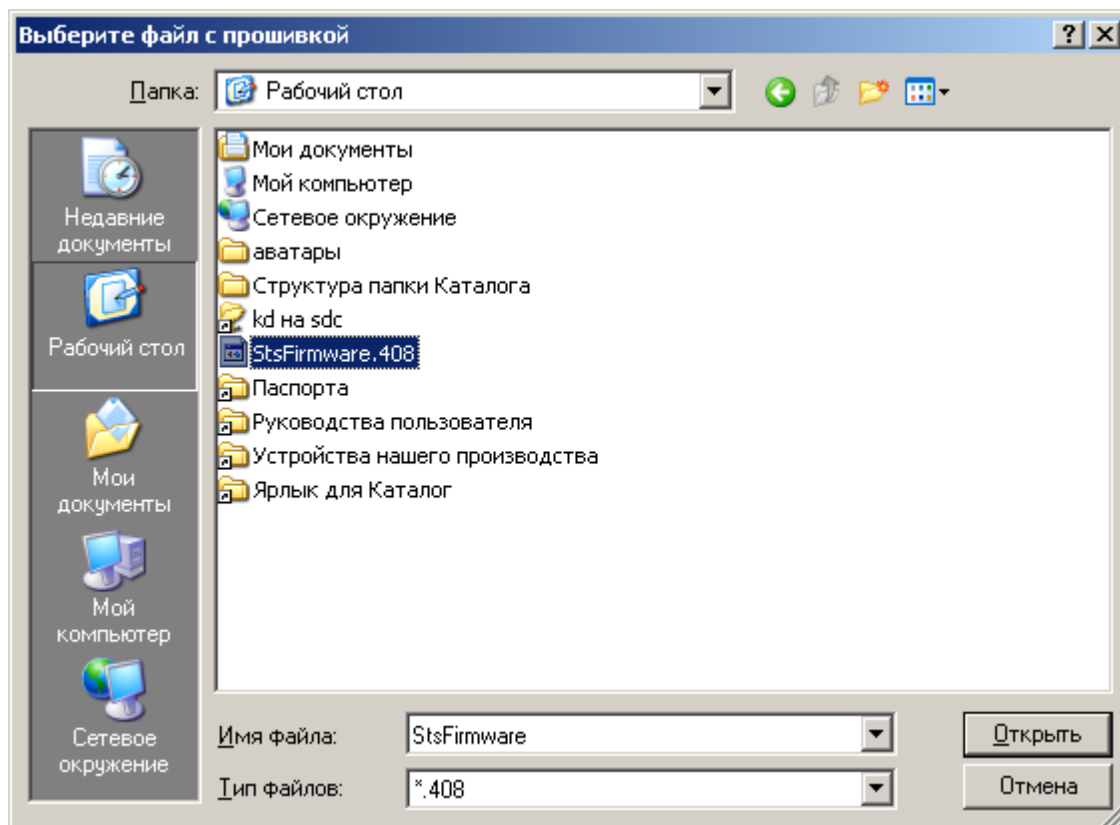 Выберите файл с прошивкой
Папка:
Рабочий стол
Недавние
документы
Рабочий стол
Мои
документы
Мой
компьютер
Сетевое
окружение
Мои документы
Мой компьютер
Сетевое окружение
аватары
Структура папки Каталога
kd на sdc
StsFirmware.408
Паспорта
Руководства пользователя
Устройства нашего производства
Ярлык для Каталог
Имя файла:
StsFirmware
Открыть
Тип файлов:
*.408
Отмена